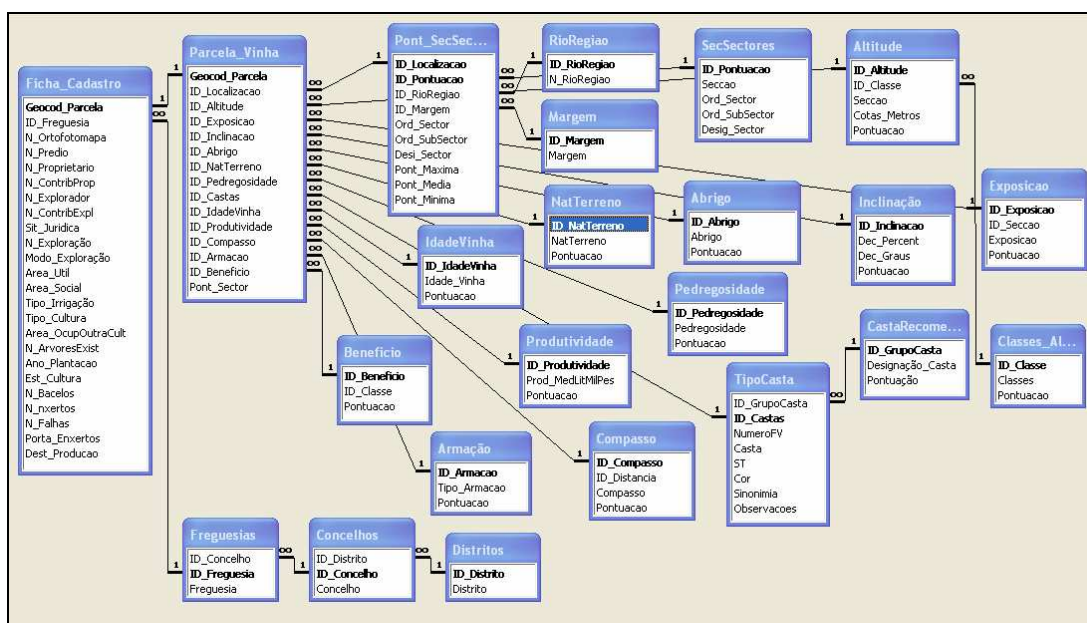 Ficha_Cadastro
Geocod_Parcela
ID_Freguesia
N_Ortofotomapa
N_Predio
N_Proprietario
N_ContribProp
N_Explorador
N_ContribExpl
Sit_Juridica
N_Exploração
Modo_Exploração
Area_Util
Area_Social
Tipo_Irrigação
Tipo_Cultura
Area_OcupOutraCult
N_ArvoresExist
Ano_Plantacao
Est_Cultura
N_Bacelos
N_nxertos
N_Falhas
Porta_Enxertos
Dest_Producao
Parcela_Vinha
Geocod_Parcela
ID_Localizacao
ID_Altitude
ID_Exposicao
ID_Inclinacao
ID_Abrigo
ID_NatTerreno
ID_Pedregosidade
ID_Castas
ID_IdadeVinha
ID_Produtividade
ID_Compasso
ID_Armacao
ID_Beneficio
Pont_Sector
Pont_SecSec...
ID_Localizacao
ID_Pontuacao
ID_RioRegiao
ID_Margem
Ord_Sector
Ord_SubSector
Desi_Sector
Pont_Maxima
Pont_Media
Pont_Minima
RioRegiao
ID_RioRegiao
N_RioRegiao
Margem
ID_Margem
Margem
SecSectores
ID_Pontuacao
Seccao
Ord_Sector
Ord_SubSector
Desig_Sector
Altitude
ID_Altitude
ID_Classe
Seccao
Cotas_Metros
Pontuacao
NatTerreno
ID_NatTerreno
NatTerreno
Pontuacao
Abrigo
ID_Abrigo
Abrigo
Pontuacao
Inclinação
ID_Inclinacao
Dec_Percent
Dec_Graus
Pontuacao
Exposicao
ID_Exposicao
ID_Seccao
Exposicao
Pontuacao
IdadeVinha
ID_IdadeVinha
Idade_Vinha
Pontuacao
Pedregosidade
ID_Pedregosidade
Pedregosidade
Pontuacao
Beneficio
ID_Beneficio
ID_Classe
Pontuacao
Produtividade
ID_Produtividade
Prod_MedLitMilPes
Pontuacao
TipoCasta
ID_GrupoCasta
ID_Castas
NumeroFV
Casta
ST
Cor
Sinonimia
Observacoes
CastaRecome...
ID_GrupoCasta
Designação_Casta
Pontuação
Classes_Al...
ID_Classe
Classes
Pontuacao
Armação
ID_Armacao
Tipo_Armacao
Pontuacao
Compasso
ID_Compasso
ID_Distancia
Compasso
Pontuacao
Freguesias
ID_Concelho
ID_Freguesia
Freguesia
Concelhos
ID_Distrito
ID_Concelho
Concelho
Distritos
ID_Distrito
Distrito